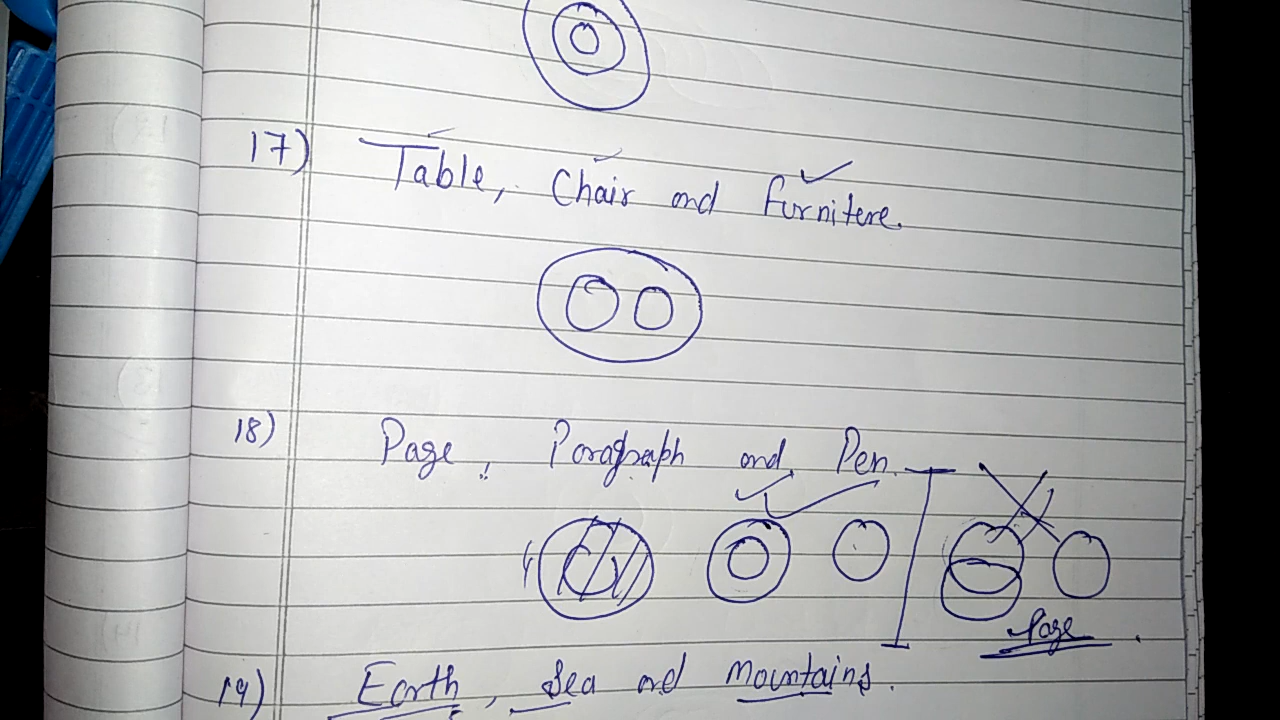 17) Table, Chair and Furnitere.
18) Page, Paragraph and Pen.
Page
19) Earth, Sea and Mountains.